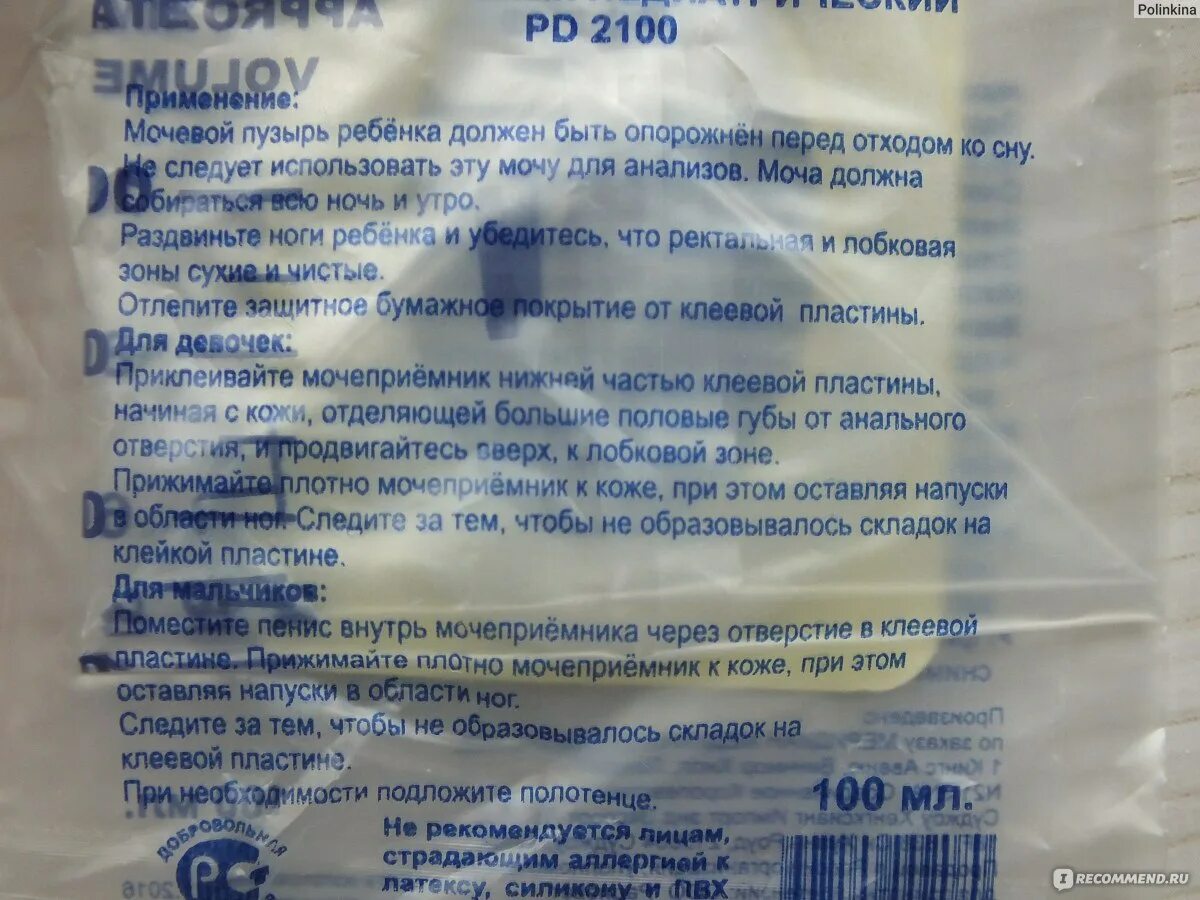 Polinkina
PD 2100
APPROXIMATE
VOLUME
Применение:
Мочевой пузырь ребёнка должен быть опорожнён перед отходом ко сну.
Не следует использовать эту мочу для анализов. Моча должна
собираться всю ночь и утро.
Раздвиньте ноги ребёнка и убедитесь, что ректальная и лобковая
зоны сухие и чистые.
Отлепите защитное бумажное покрытие от клеевой пластины.
Для девочек:
Приклеивайте мочеприёмник нижней частью клеевой пластины,
начиная с кожи, отделяющей большие половые губы от анального
отверстия, и продвигайтесь вверх, к лобковой зоне.
Прижимайте плотно мочеприёмник к коже, при этом оставляя напуски
в области ног. Следите за тем, чтобы не образовывалось складок на
клейкой пластине.
Для мальчиков:
Поместите пенис внутрь мочеприёмника через отверстие в клеевой
пластине. Прижимайте плотно мочеприёмник к коже, при этом
оставляя напуски в области ног.
Следите за тем, чтобы не образовывалось складок на
клеевой пластине.
При необходимости подложите полотенце.
100 мл.
ДОБРОВОЛЬНАЯ
РС
Не рекомендуется лицам,
страдающим аллергией к
латексу, силикону и ПВХ
2016
Произведено
по заказу
I RECOMMEND.RU